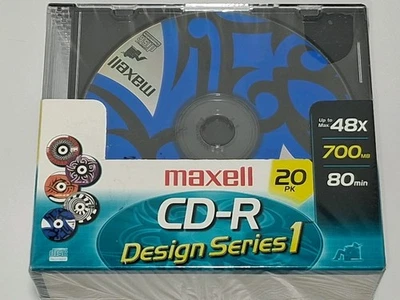 maxell
Up to
Max 48x
700MB
80min
maxell
20
PK
CD-R
Design Series 1